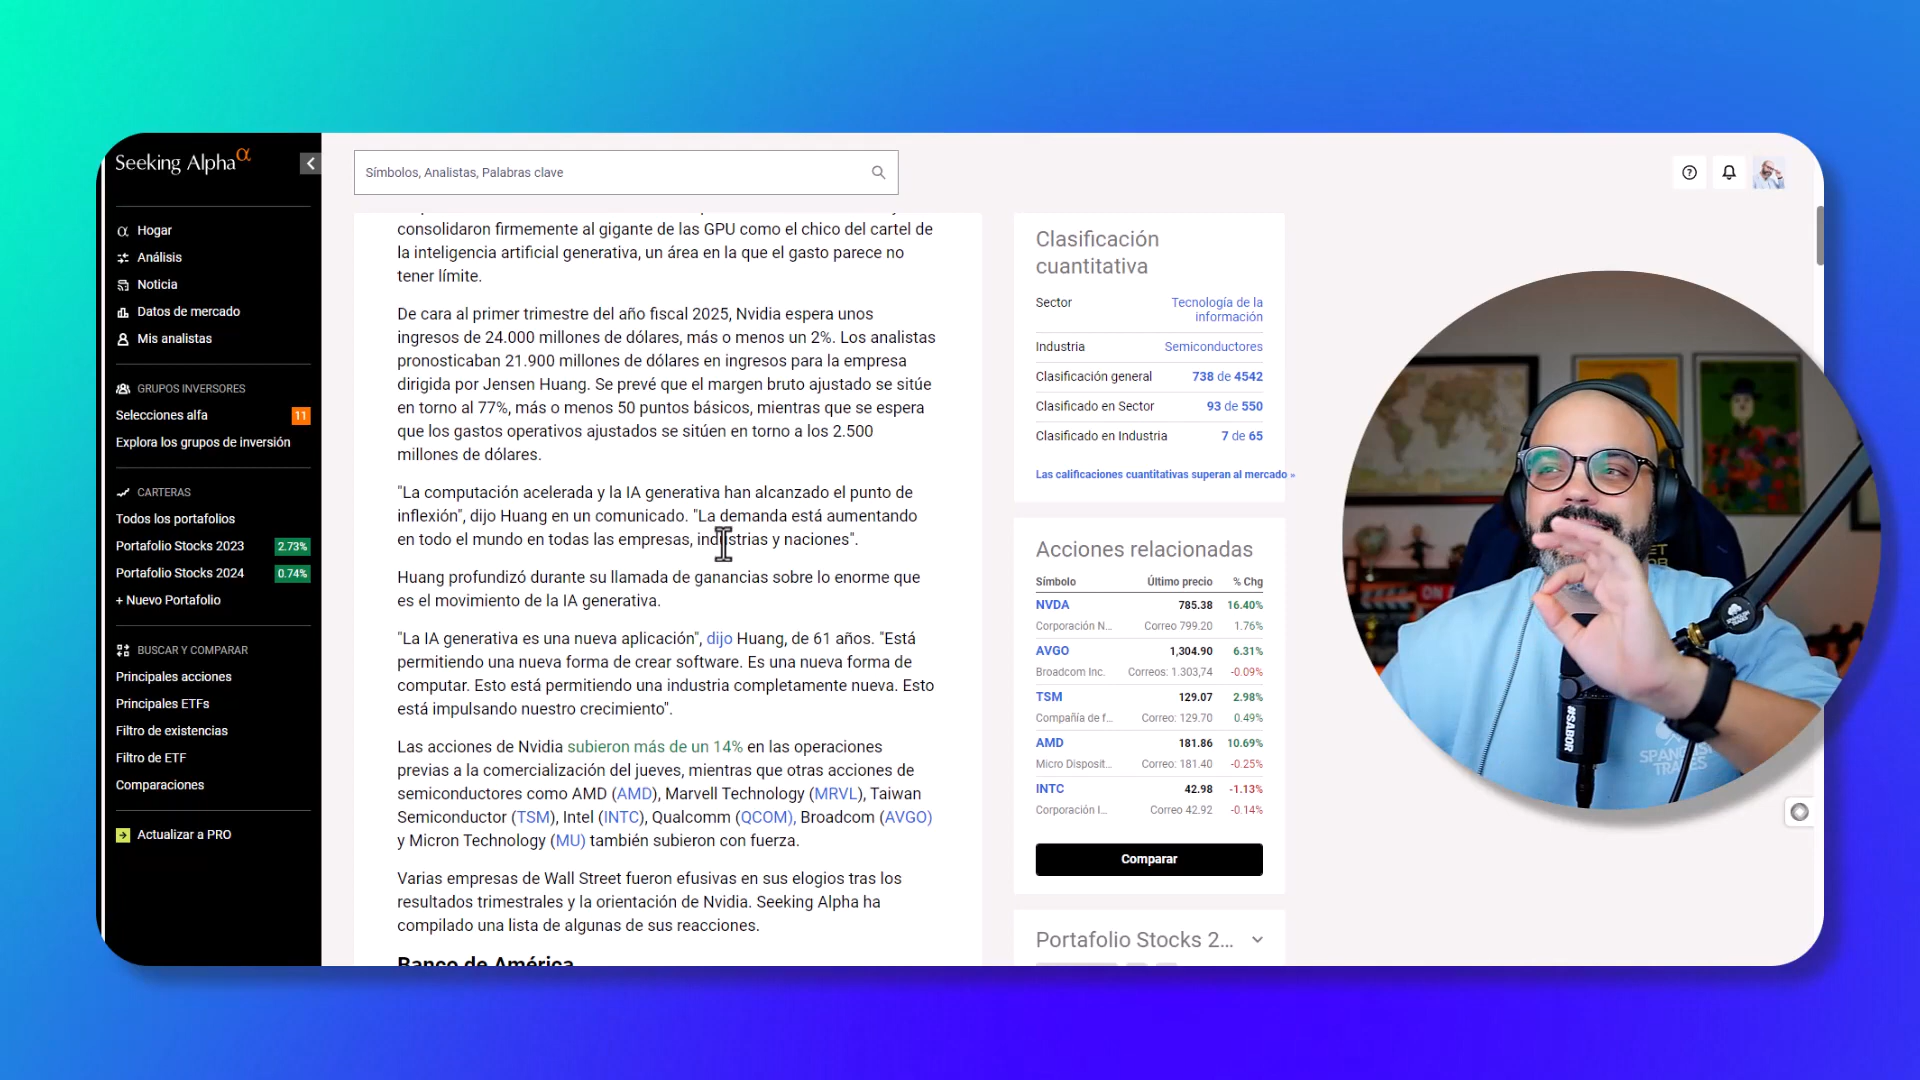 Seeking Alpha α
Símbolos, Analistas, Palabras clave
Hogar
Análisis
Noticia
Datos de mercado
Mis analistas
GRUPOS INVERSORES
Selecciones alfa 11
Explora los grupos de inversión
CARTERAS
Todos los portafolios
Portafolio Stocks 2023 2.73%
Portafolio Stocks 2024 0.74%
+ Nuevo Portafolio
BUSCAR Y COMPARAR
Principales acciones
Principales ETFs
Filtro de existencias
Filtro de ETF
Comparaciones
Actualizar a PRO
consolidaron firmemente al gigante de las GPU como el chico del cartel de
la inteligencia artificial generativa, un área en la que el gasto parece no
tener límite.
De cara al primer trimestre del año fiscal 2025, Nvidia espera unos
ingresos de 24.000 millones de dólares, más o menos un 2%. Los analistas
pronosticaban 21.900 millones de dólares en ingresos para la empresa
dirigida por Jensen Huang. Se prevé que el margen bruto ajustado se sitúe
en torno al 77%, más o menos 50 puntos básicos, mientras que se espera
que los gastos operativos ajustados se sitúen en torno a los 2.500
millones de dólares.
"La computación acelerada y la IA generativa han alcanzado el punto de
inflexión", dijo Huang en un comunicado. "La demanda está aumentando
en todo el mundo en todas las empresas, industrias y naciones".
Huang profundizó durante su llamada de ganancias sobre lo enorme que
es el movimiento de la IA generativa.
"La IA generativa es una nueva aplicación", dijo Huang, de 61 años. "Está
permitiendo una nueva forma de crear software. Es una nueva forma de
computar. Esto está permitiendo una industria completamente nueva. Esto
está impulsando nuestro crecimiento".
Las acciones de Nvidia subieron más de un 14% en las operaciones
previas a la comercialización del jueves, mientras que otras acciones de
semiconductores como AMD (AMD), Marvell Technology (MRVL), Taiwan
Semiconductor (TSM), Intel (INTC), Qualcomm (QCOM), Broadcom (AVGO)
y Micron Technology (MU) también subieron con fuerza.
Varias empresas de Wall Street fueron efusivas en sus elogios tras los
resultados trimestrales y la orientación de Nvidia. Seeking Alpha ha
compilado una lista de algunas de sus reacciones.
Banco de América
Clasificación
cuantitativa
Sector Tecnología de la
información
Industria Semiconductores
Clasificación general 738 de 4542
Clasificado en Sector 93 de 550
Clasificado en Industria 7 de 65
Las calificaciones cuantitativas superan al mercado »
Acciones relacionadas
Símbolo Último precio % Chg
NVDA 785.38 16.40%
Corporación N... Correo 799.20 1.76%
AVGO 1,304.90 6.31%
Broadcom Inc. Correos: 1.303,74 -0.09%
TSM 129.07 2.98%
Compañía de f... Correo: 129.70 0.49%
AMD 181.86 10.69%
Micro Disposit... Correo: 181.40 -0.25%
INTC 42.98 -1.13%
Corporación I... Correo 42.92 -0.14%
Comparar
Portafolio Stocks 2...
#SABOR